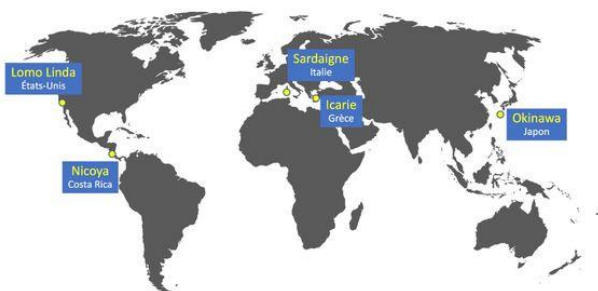 Lomo Linda
États-Unis
Sardaigne
Italie
Icarie
Grèce
Okinawa
Japon
Nicoya
Costa Rica